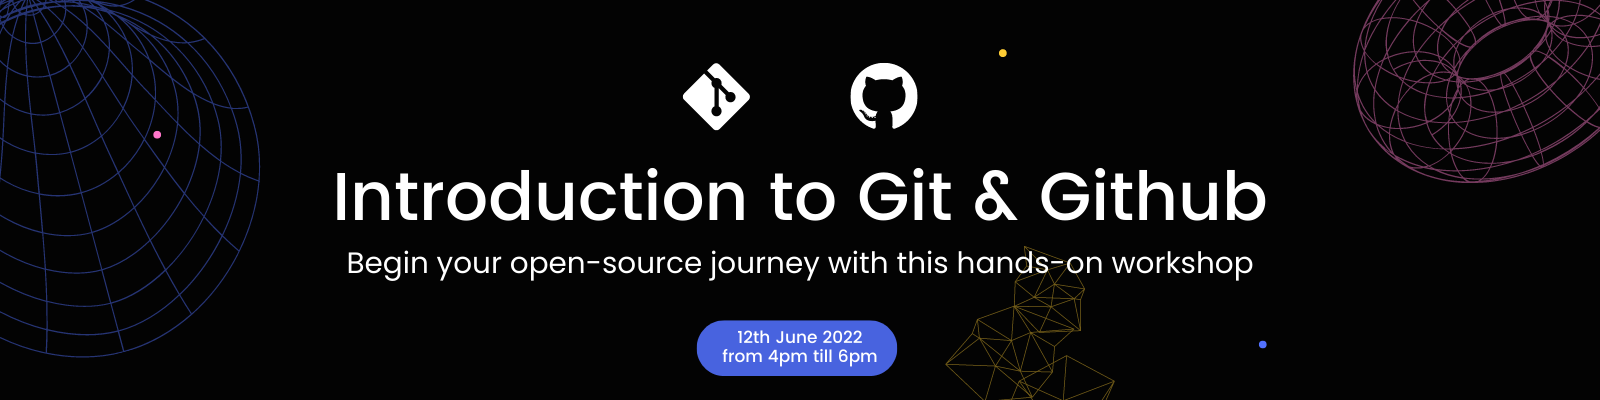 Introduction to Git & Github
Begin your open-source journey with this hands-on workshop
12th June 2022
from 4pm till 6pm